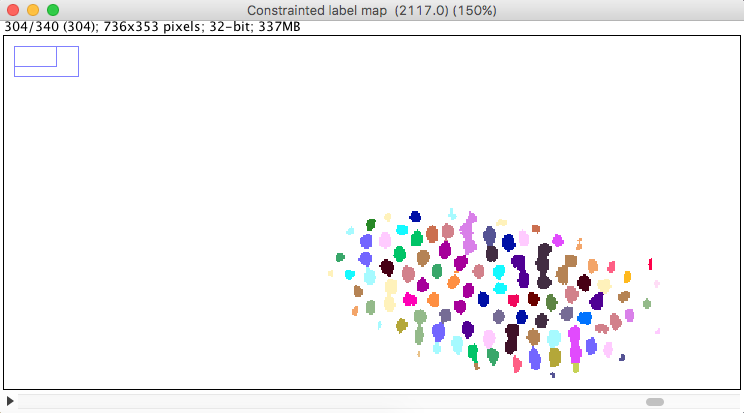 Constrainted label map (2117.0) (150%)
304/340 (304); 736x353 pixels; 32-bit; 337MB